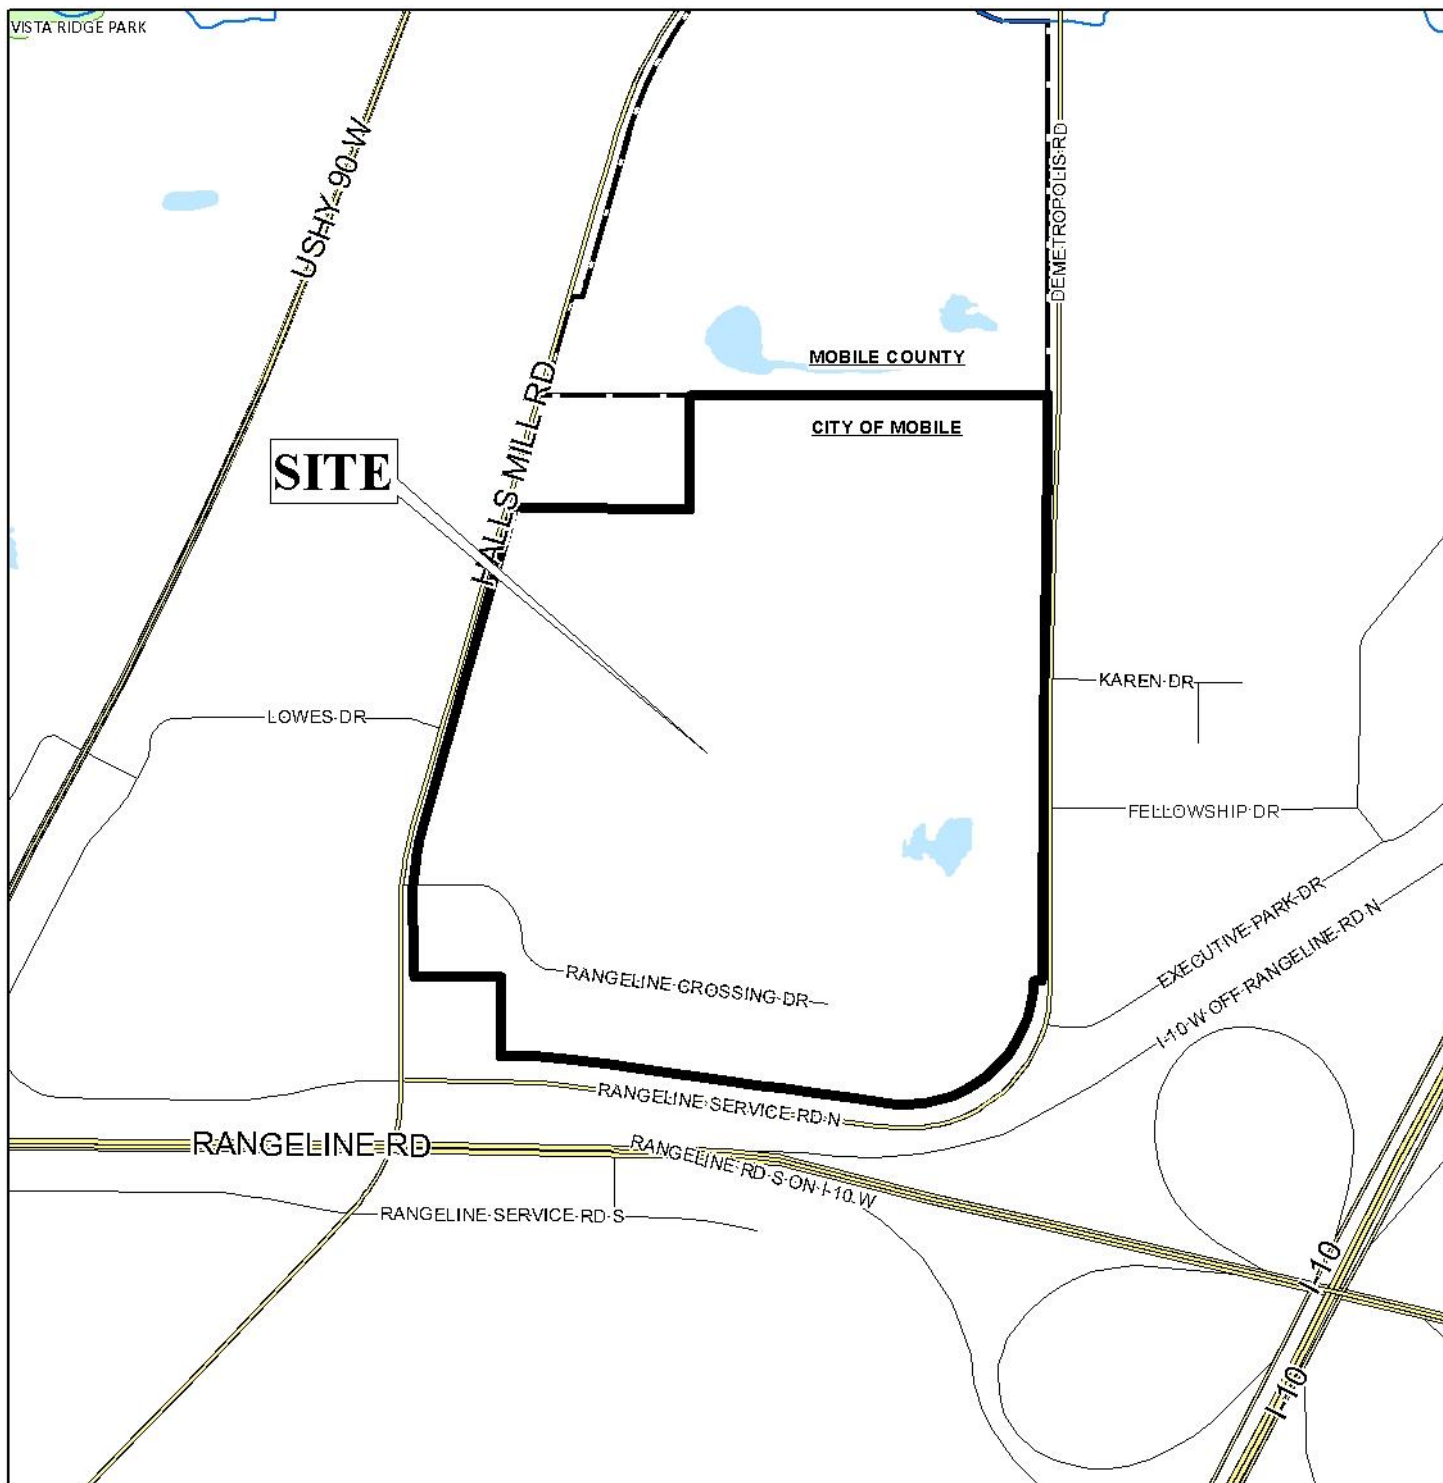 VISTA RIDGE PARK
USHY 90 W
DEMETROPOLIS RD
MOBILE COUNTY
HALLS MILL RD
CITY OF MOBILE
SITE
KAREN DR
LOWES DR
FELLOWSHIP DR
EXECUTIVE PARK DR
I-10 W OFF RANGELINE RD N
RANGELINE CROSSING DR
RANGELINE SERVICE RD N
RANGELINE RD
RANGELINE RD S ON I-10 W
RANGELINE SERVICE RD S
I-10
I-10